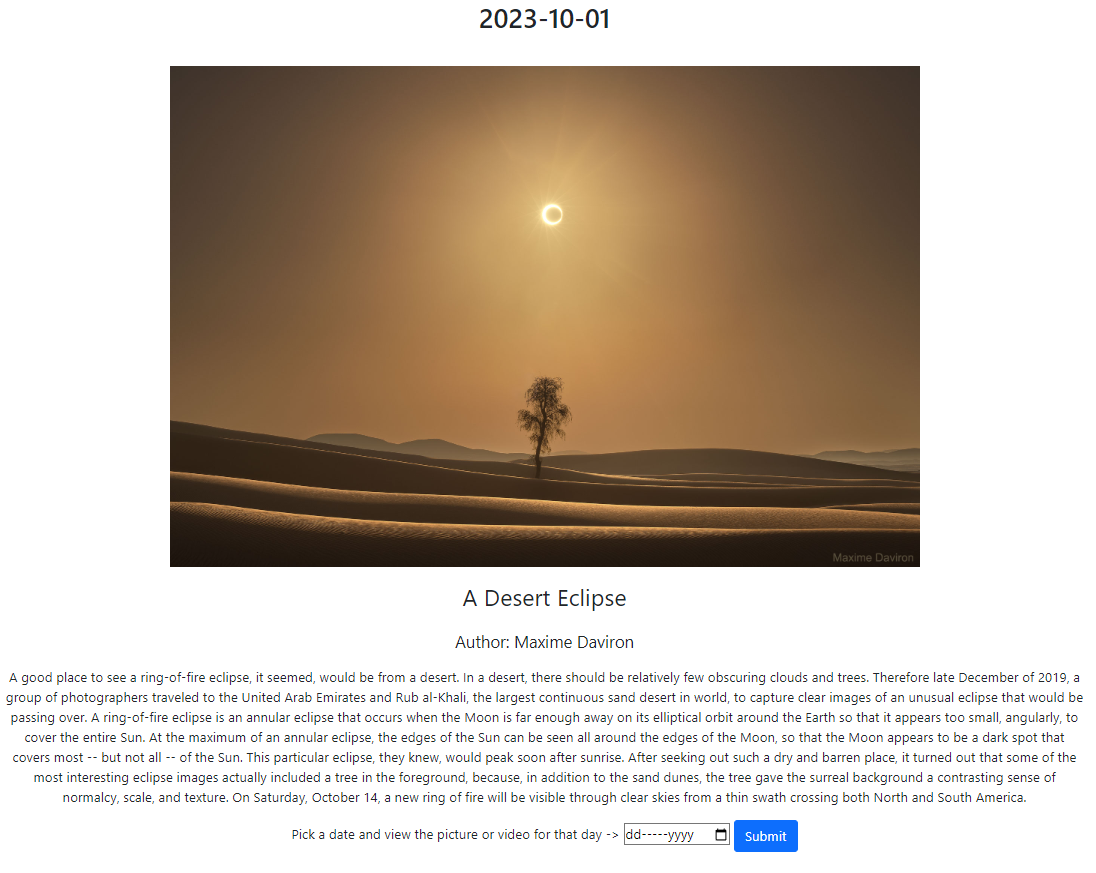 2023-10-01
Maxime Daviron
A Desert Eclipse
Author: Maxime Daviron
A good place to see a ring-of-fire eclipse, it seemed, would be from a desert. In a desert, there should be relatively few obscuring clouds and trees. Therefore late December of 2019, a
group of photographers traveled to the United Arab Emirates and Rub al-Khali, the largest continuous sand desert in world, to capture clear images of an unusual eclipse that would be
passing over. A ring-of-fire eclipse is an annular eclipse that occurs when the Moon is far enough away on its elliptical orbit around the Earth so that it appears too small, angularly, to
cover the entire Sun. At the maximum of an annular eclipse, the edges of the Sun can be seen all around the edges of the Moon, so that the Moon appears to be a dark spot that
covers most -- but not all -- of the Sun. This particular eclipse, they knew, would peak soon after sunrise. After seeking out such a dry and barren place, it turned out that some of the
most interesting eclipse images actually included a tree in the foreground, because, in addition to the sand dunes, the tree gave the surreal background a contrasting sense of
normalcy, scale, and texture. On Saturday, October 14, a new ring of fire will be visible through clear skies from a thin swath crossing both North and South America.
Pick a date and view the picture or video for that day -> dd-----yyyy Submit